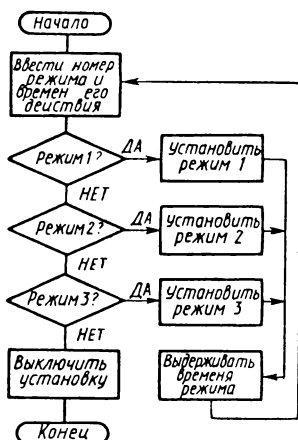 Начало
Ввести номер
режима и
времен его
действия
Режим 1?
ДА
Установить
режим 1
НЕТ
Режим 2?
ДА
Установить
режим 2
НЕТ
Режим 3?
ДА
Установить
режим 3
НЕТ
Выключить
установку
Выдерживать
временя
режима
Конец